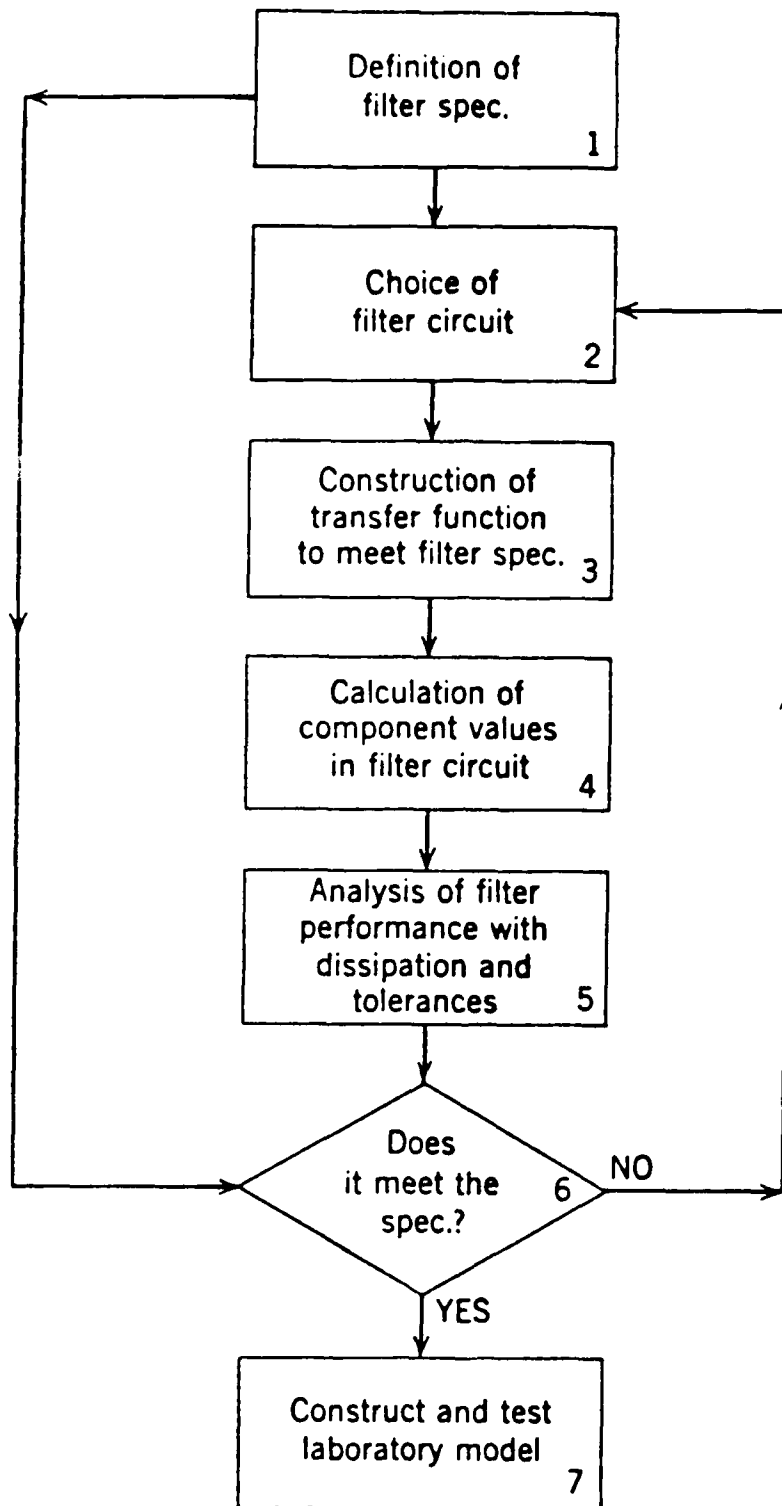 Definition of
filter spec.
1
Choice of
filter circuit
2
Construction of
transfer function
to meet filter spec.
3
Calculation of
component values
in filter circuit
4
Analysis of filter
performance with
dissipation and
tolerances
5
Does
it meet the
spec.?
6
NO
YES
Construct and test
laboratory model
7